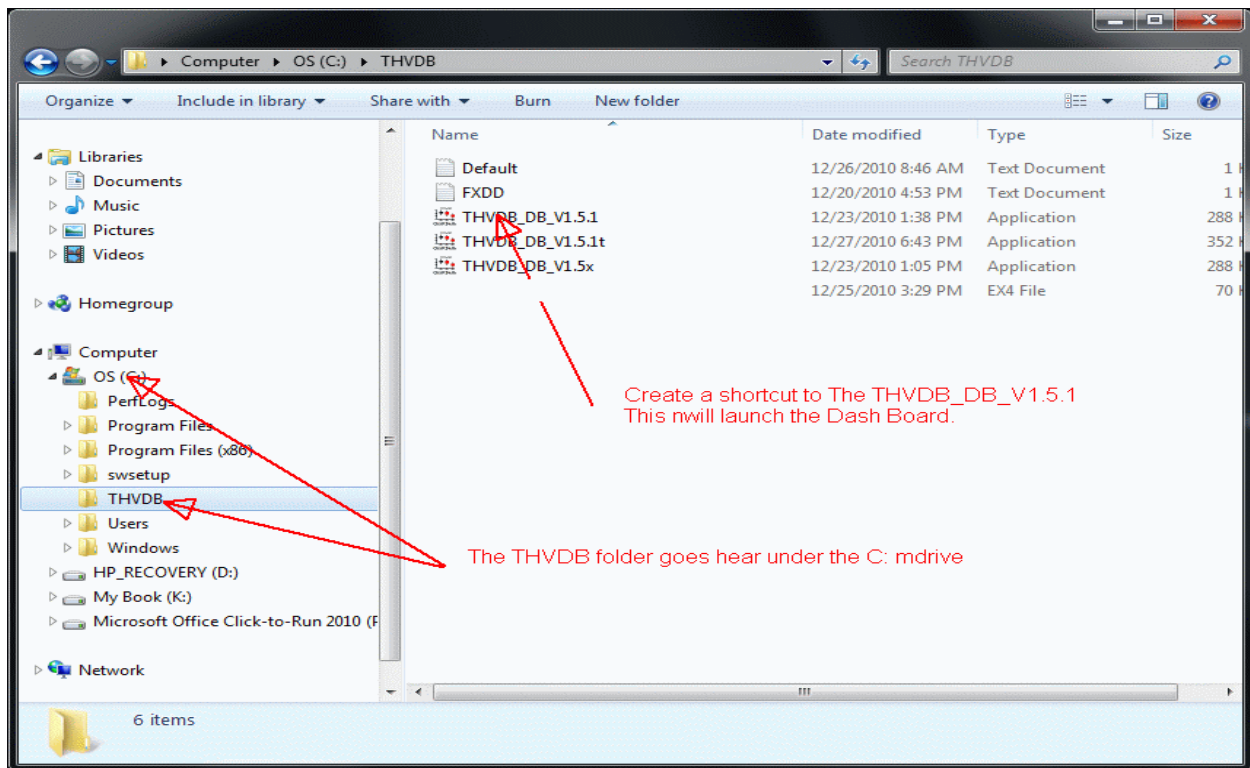 Computer ▸ OS (C:) ▸ THVDB
Search THVDB
Organize Include in library Share with Burn New folder
Libraries
Documents
Music
Pictures
Videos
Homegroup
Computer
OS (C:)
PerfLogs
Program Files
Program Files (x86)
swsetup
THVDB
Users
Windows
HP_RECOVERY (D:)
My Book (K:)
Microsoft Office Click-to-Run 2010 (
Network
Name Date modified Type Size
Default 12/26/2010 8:46 AM Text Document 1
FXDD 12/20/2010 4:53 PM Text Document 1
THVDB_DB_V1.5.1 12/23/2010 1:38 PM Application 288
THVDB_DB_V1.5.1t 12/27/2010 6:43 PM Application 352
THVDB_DB_V1.5x 12/23/2010 1:05 PM Application 288
12/25/2010 3:29 PM EX4 File 70
Create a shortcut to The THVDB_DB_V1.5.1
This nwill launch the Dash Board.
The THVDB folder goes hear under the C: mdrive
6 items